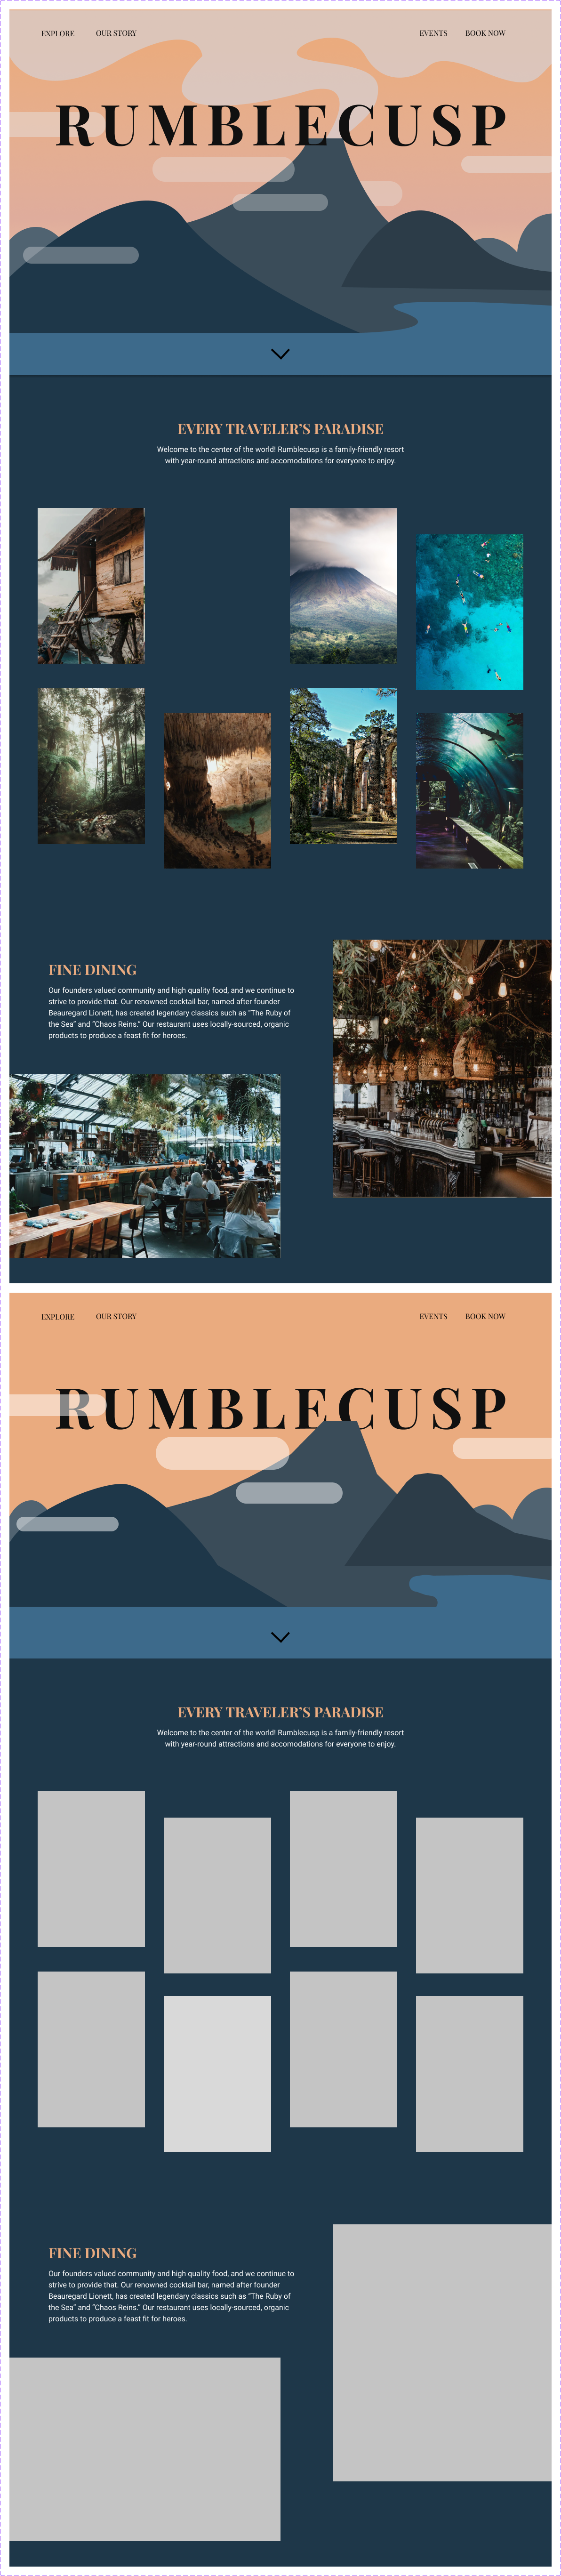 EXPLORE OUR STORY EVENTS BOOK NOW
RUMBLECUSP
EVERY TRAVELER’S PARADISE
Welcome to the center of the world! Rumblecusp is a family-friendly resort
with year-round attractions and accomodations for everyone to enjoy.
FINE DINING
Our founders valued community and high quality food, and we continue to
strive to provide that. Our renowned cocktail bar, named after founder
Beauregard Lionett, has created legendary classics such as “The Ruby of
the Sea” and “Chaos Reins.” Our restaurant uses locally-sourced, organic
products to produce a feast fit for heroes.
EXPLORE OUR STORY EVENTS BOOK NOW
RUMBLECUSP
EVERY TRAVELER’S PARADISE
Welcome to the center of the world! Rumblecusp is a family-friendly resort
with year-round attractions and accomodations for everyone to enjoy.
FINE DINING
Our founders valued community and high quality food, and we continue to
strive to provide that. Our renowned cocktail bar, named after founder
Beauregard Lionett, has created legendary classics such as “The Ruby of
the Sea” and “Chaos Reins.” Our restaurant uses locally-sourced, organic
products to produce a feast fit for heroes.